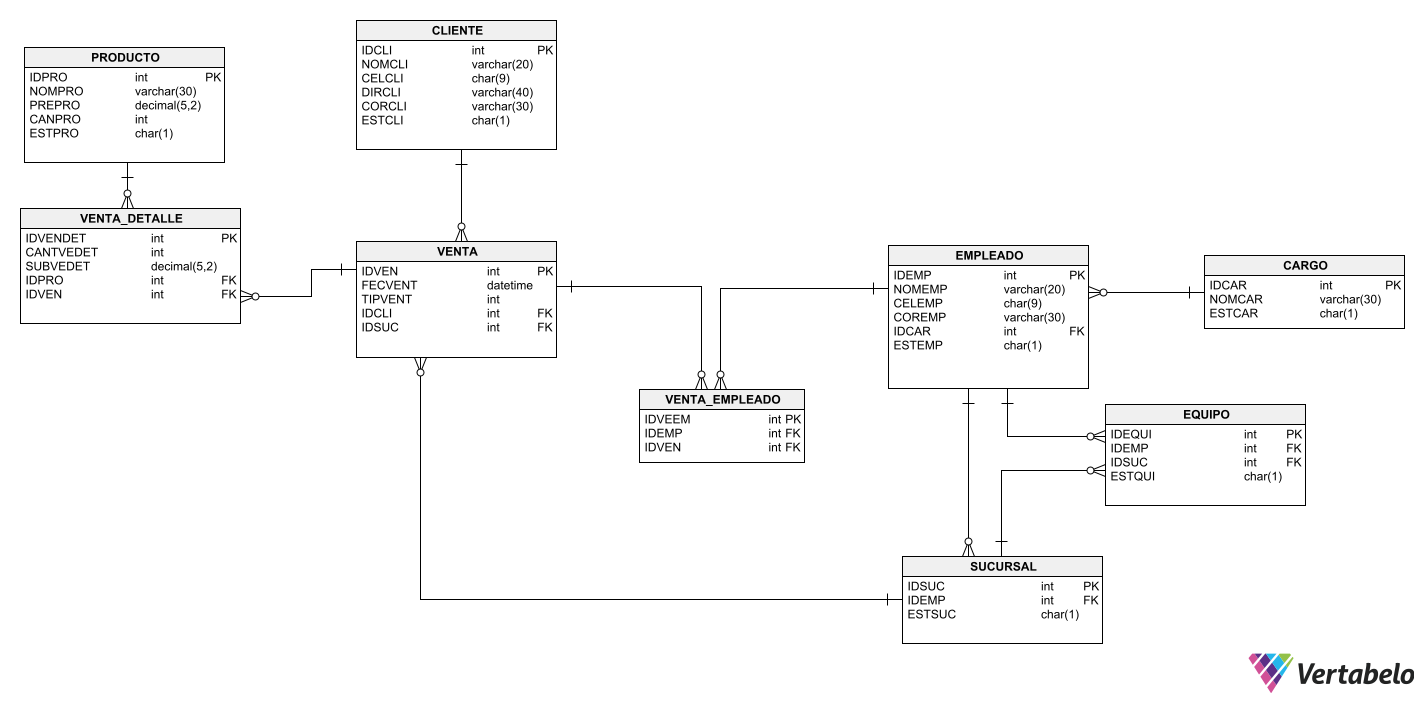 CLIENTE
IDCLI int PK
NOMCLI varchar(20)
CELCLI char(9)
DIRCLI varchar(40)
CORCLI varchar(30)
ESTCLI char(1)
PRODUCTO
IDPRO int PK
NOMPRO varchar(30)
PREPRO decimal(5,2)
CANPRO int
ESTPRO char(1)
VENTA_DETALLE
IDVENDET int PK
CANTVEDET int
SUBVEDET decimal(5,2)
IDPRO int FK
IDVEN int FK
VENTA
IDVEN int PK
FECVENT datetime
TIPVENT int
IDCLI int FK
IDSUC int FK
EMPLEADO
IDEMP int PK
NOMEMP varchar(20)
CELEMP char(9)
COREMP varchar(30)
IDCAR int FK
ESTEMP char(1)
CARGO
IDCAR int PK
NOMCAR varchar(30)
ESTCAR char(1)
VENTA_EMPLEADO
IDVEEM int PK
IDEMP int FK
IDVEN int FK
EQUIPO
IDEQUI int PK
IDEMP int FK
IDSUC int FK
ESTQUI char(1)
SUCURSAL
IDSUC int PK
IDEMP int FK
ESTSUC char(1)
Vertabelo